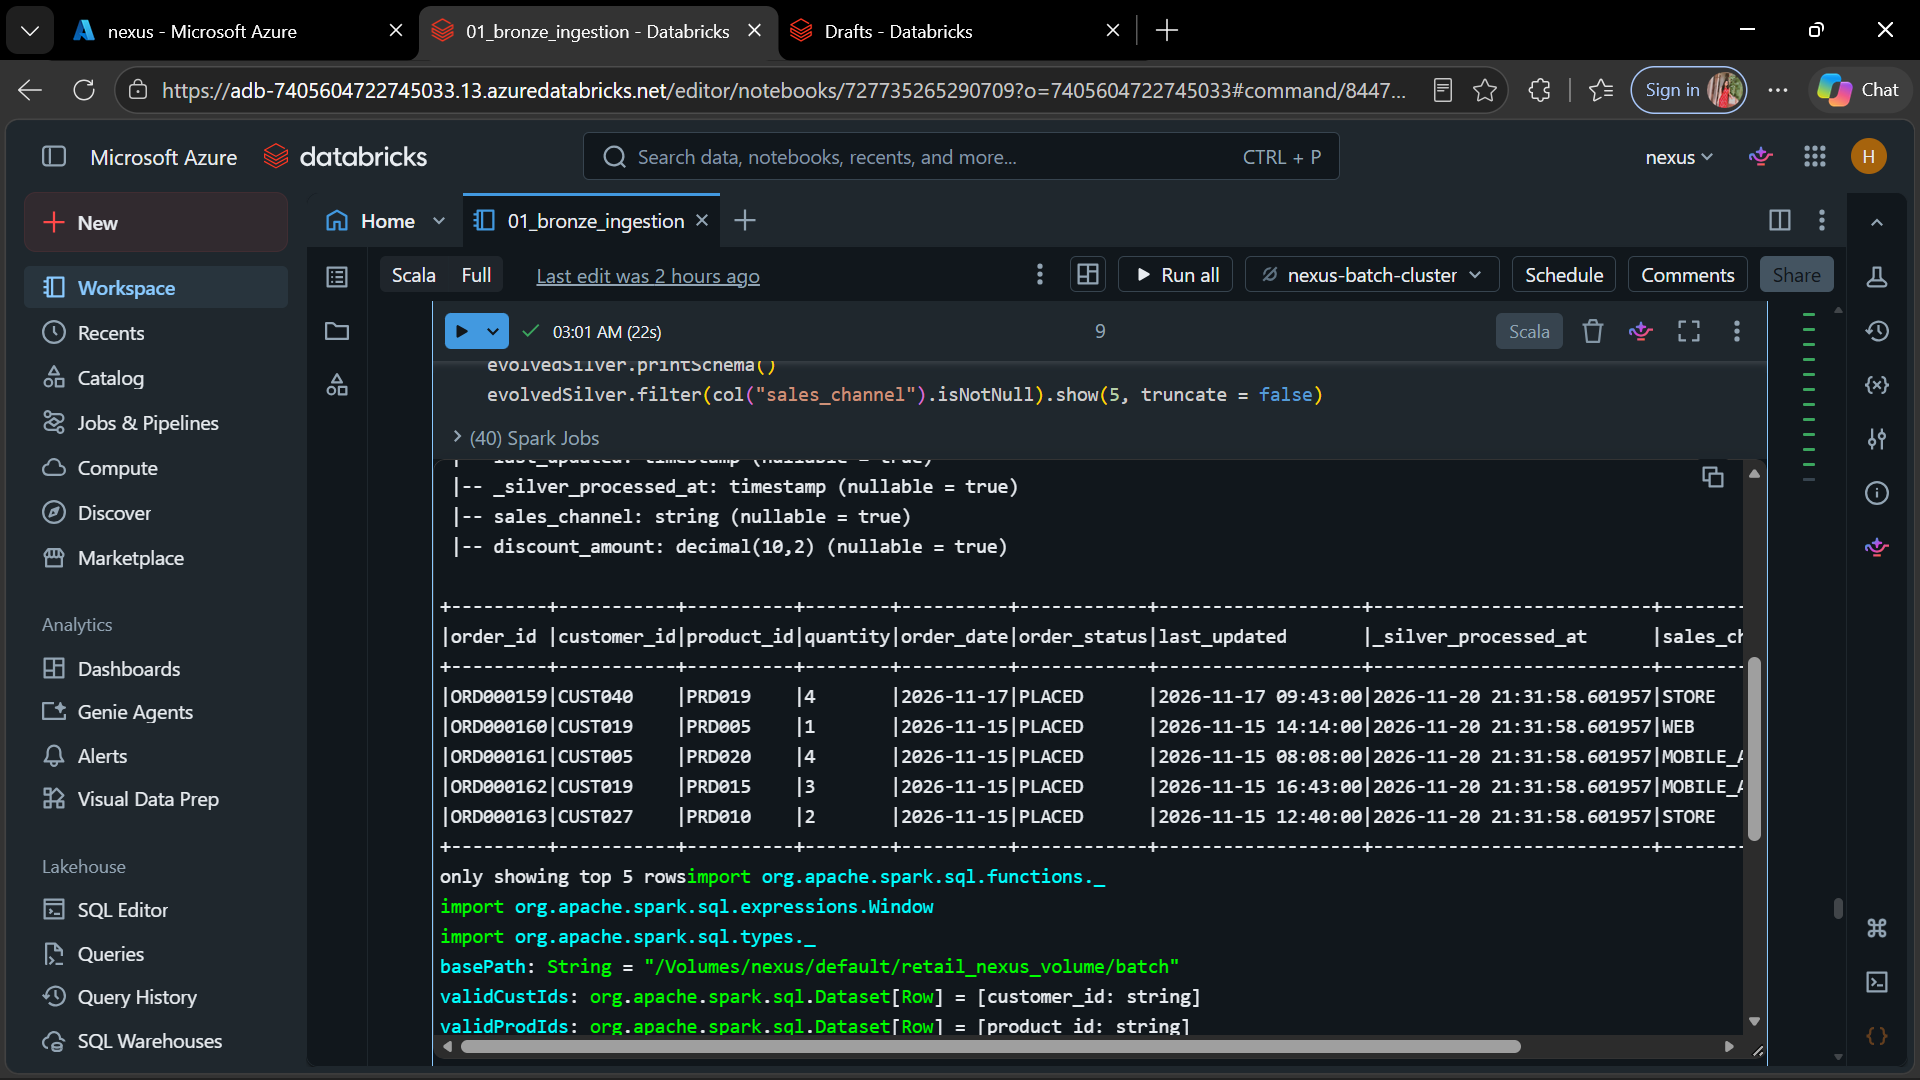 nexus - Microsoft Azure
01_bronze_ingestion - Databricks
Drafts - Databricks
https://adb-7405604722745033.13.azuredatabricks.net/editor/notebooks/727735265290709?o=7405604722745033#command/8447...
Sign in
Chat
Microsoft Azure
databricks
Search data, notebooks, recents, and more...
CTRL + P
nexus
H
New
Home
01_bronze_ingestion
Scala
Full
Last edit was 2 hours ago
Run all
nexus-batch-cluster
Schedule
Comments
Share
Workspace
Recents
Catalog
Jobs & Pipelines
Compute
Discover
Marketplace
Analytics
Dashboards
Genie Agents
Alerts
Visual Data Prep
Lakehouse
SQL Editor
Queries
Query History
SQL Warehouses
03:01 AM (22s)
9
Scala
evolvedSilver.printSchema()
evolvedSilver.filter(col("sales_channel").isNotNull).show(5, truncate = false)
(40) Spark Jobs
|-- last_updated: timestamp (nullable = true)
|-- _silver_processed_at: timestamp (nullable = true)
|-- sales_channel: string (nullable = true)
|-- discount_amount: decimal(10,2) (nullable = true)
+---------+-----------+----------+--------+----------+------------+-------------------+--------------------------+-------
|order_id |customer_id|product_id|quantity|order_date|order_status|last_updated       |_silver_processed_at      |sales_ch
+---------+-----------+----------+--------+----------+------------+-------------------+--------------------------+-------
|ORD000159|CUST040    |PRD019    |4       |2026-11-17|PLACED      |2026-11-17 09:43:00|2026-11-20 21:31:58.601957|STORE
|ORD000160|CUST019    |PRD005    |1       |2026-11-15|PLACED      |2026-11-15 14:14:00|2026-11-20 21:31:58.601957|WEB
|ORD000161|CUST005    |PRD020    |4       |2026-11-15|PLACED      |2026-11-15 08:08:00|2026-11-20 21:31:58.601957|MOBILE_A
|ORD000162|CUST019    |PRD015    |3       |2026-11-15|PLACED      |2026-11-15 16:43:00|2026-11-20 21:31:58.601957|MOBILE_A
|ORD000163|CUST027    |PRD010    |2       |2026-11-15|PLACED      |2026-11-15 12:40:00|2026-11-20 21:31:58.601957|STORE
+---------+-----------+----------+--------+----------+------------+-------------------+--------------------------+-------
only showing top 5 rowsimport org.apache.spark.sql.functions._
import org.apache.spark.sql.expressions.Window
import org.apache.spark.sql.types._
basePath: String = "/Volumes/nexus/default/retail_nexus_volume/batch"
validCustIds: org.apache.spark.sql.Dataset[Row] = [customer_id: string]
validProdIds: org.apache.spark.sql.Dataset[Row] = [product_id: string]